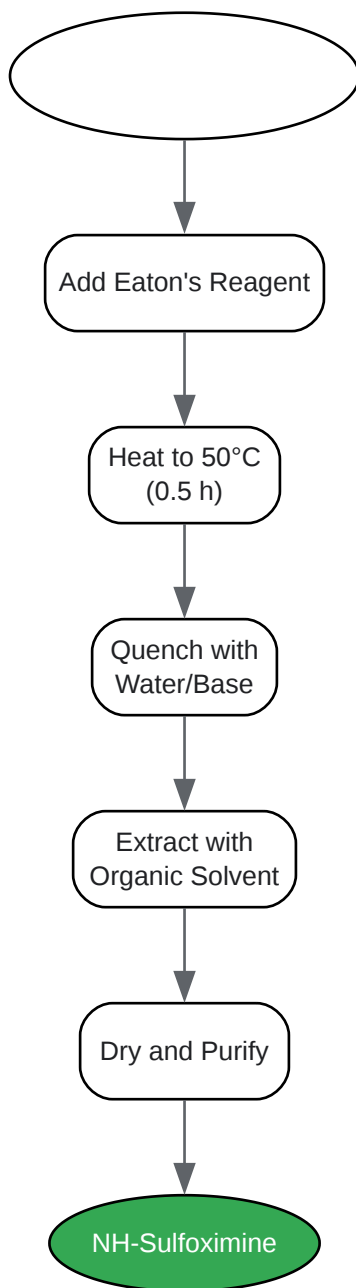 Add Eaton's Reagent
Heat to 50°C
(0.5 h)
Quench with
Water/Base
Extract with
Organic Solvent
Dry and Purify
NH-Sulfoximine